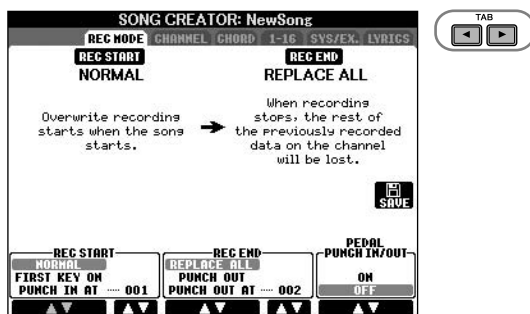 SONG CREATOR: NewSong
TAB
REC MODE CHANNEL CHORD 1-16 SYS/EX. LYRICS
REC START
NORMAL
Overwrite recording
starts when the song
starts.
REC END
REPLACE ALL
When recording
stops, the rest of
the previously recorded
data on the channel
will be lost.
SAVE
REC START
NORMAL
FIRST KEY ON
PUNCH IN AT ···· 001
REC END
REPLACE ALL
PUNCH OUT
PUNCH OUT AT ···· 002
PEDAL
PUNCH IN/OUT
ON
OFF